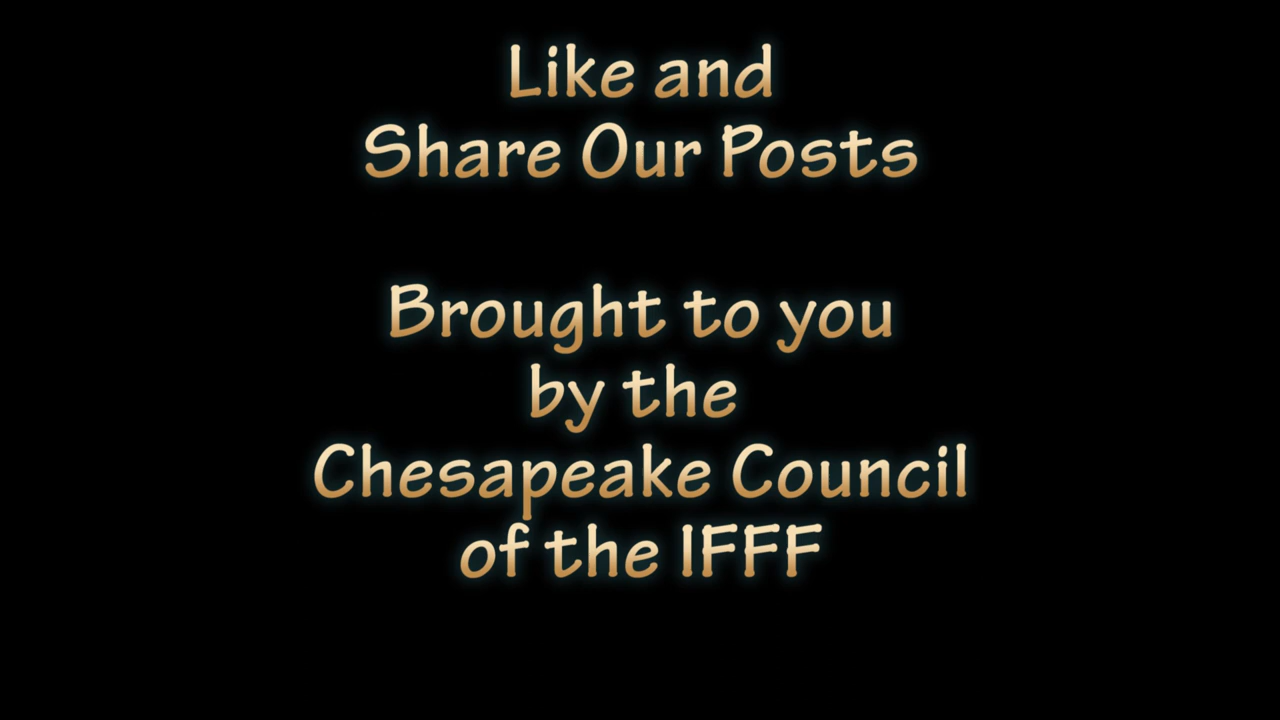 Like and
Share Our Posts
Brought to you
by the
Chesapeake Council
of the IFFF